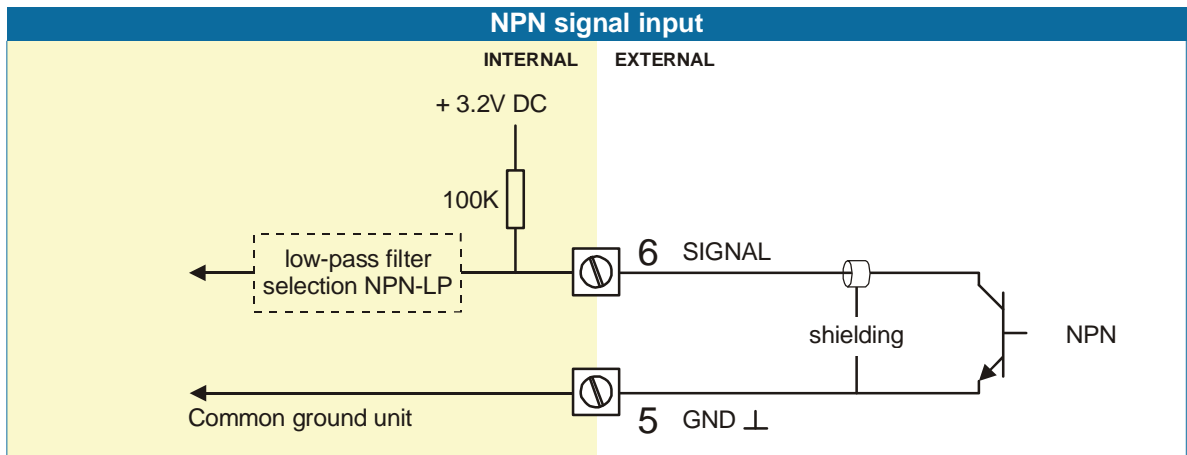 NPN signal input
INTERNAL
EXTERNAL
+ 3.2V DC
100K
low-pass filter
selection NPN-LP
6
SIGNAL
shielding
NPN
Common ground unit
5
GND ⊥